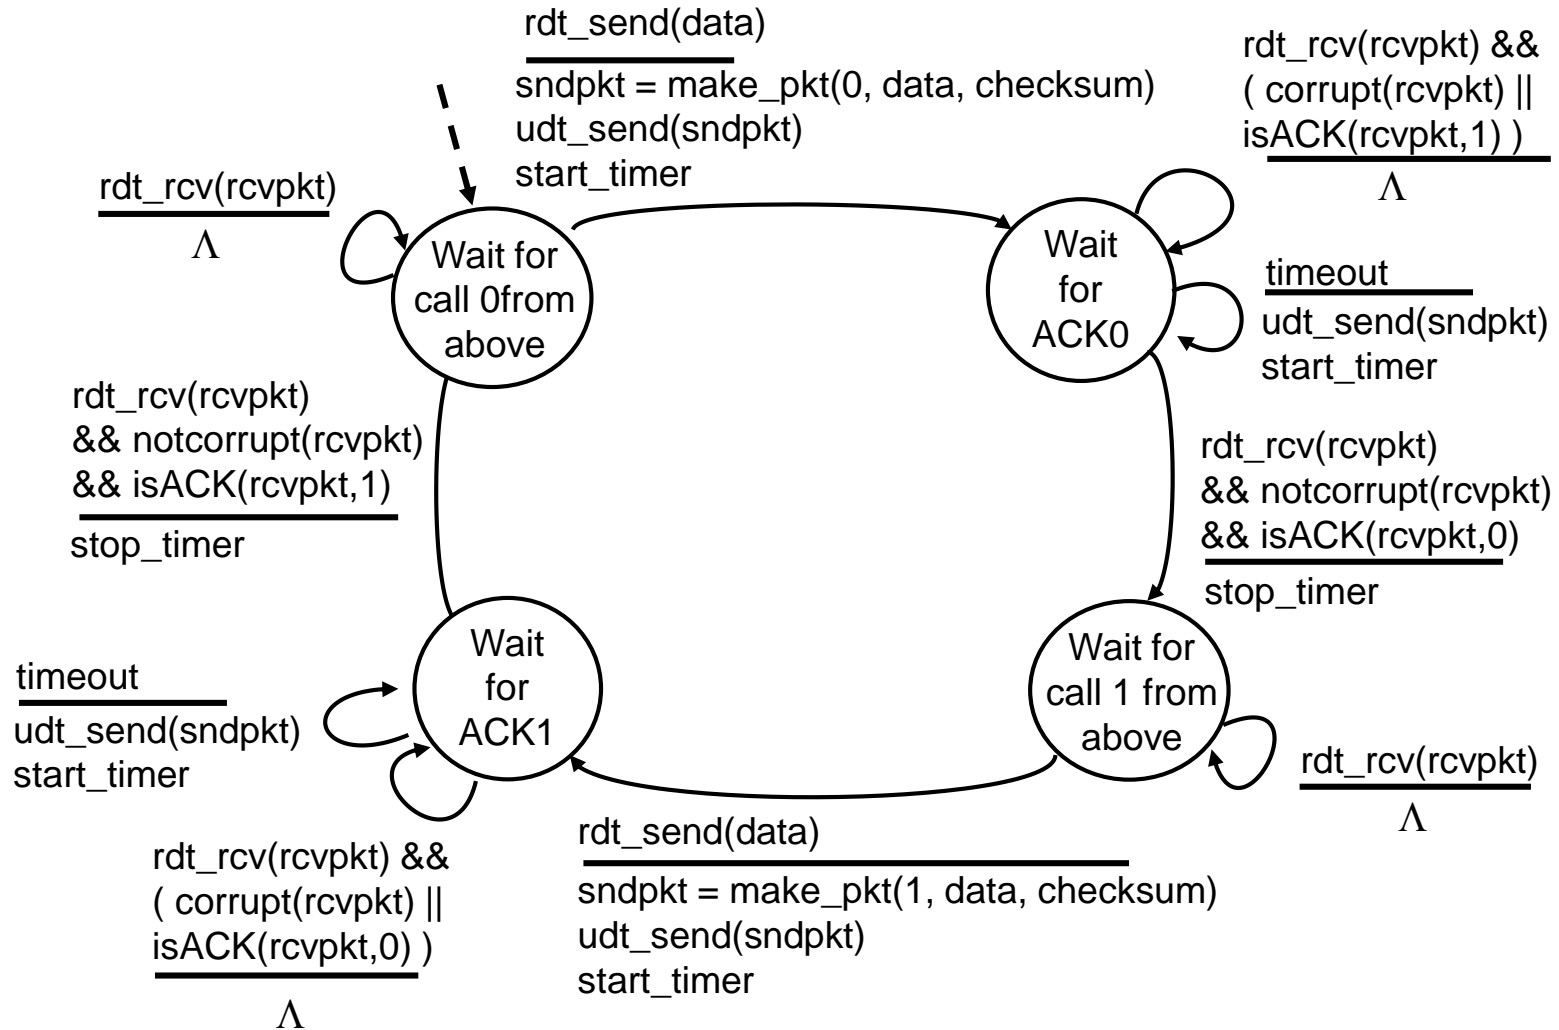 rdt_send(data)
sndpkt = make_pkt(0, data, checksum)
udt_send(sndpkt)
start_timer
rdt_rcv(rcvpkt) &&
( corrupt(rcvpkt) ||
isACK(rcvpkt,1) )
Λ
rdt_rcv(rcvpkt)
Λ
Wait for
call 0from
above
Wait
for
ACK0
timeout
udt_send(sndpkt)
start_timer
rdt_rcv(rcvpkt)
&& notcorrupt(rcvpkt)
&& isACK(rcvpkt,1)
stop_timer
rdt_rcv(rcvpkt)
&& notcorrupt(rcvpkt)
&& isACK(rcvpkt,0)
stop_timer
timeout
udt_send(sndpkt)
start_timer
Wait
for
ACK1
Wait for
call 1 from
above
rdt_rcv(rcvpkt)
Λ
rdt_rcv(rcvpkt) &&
( corrupt(rcvpkt) ||
isACK(rcvpkt,0) )
Λ
rdt_send(data)
sndpkt = make_pkt(1, data, checksum)
udt_send(sndpkt)
start_timer